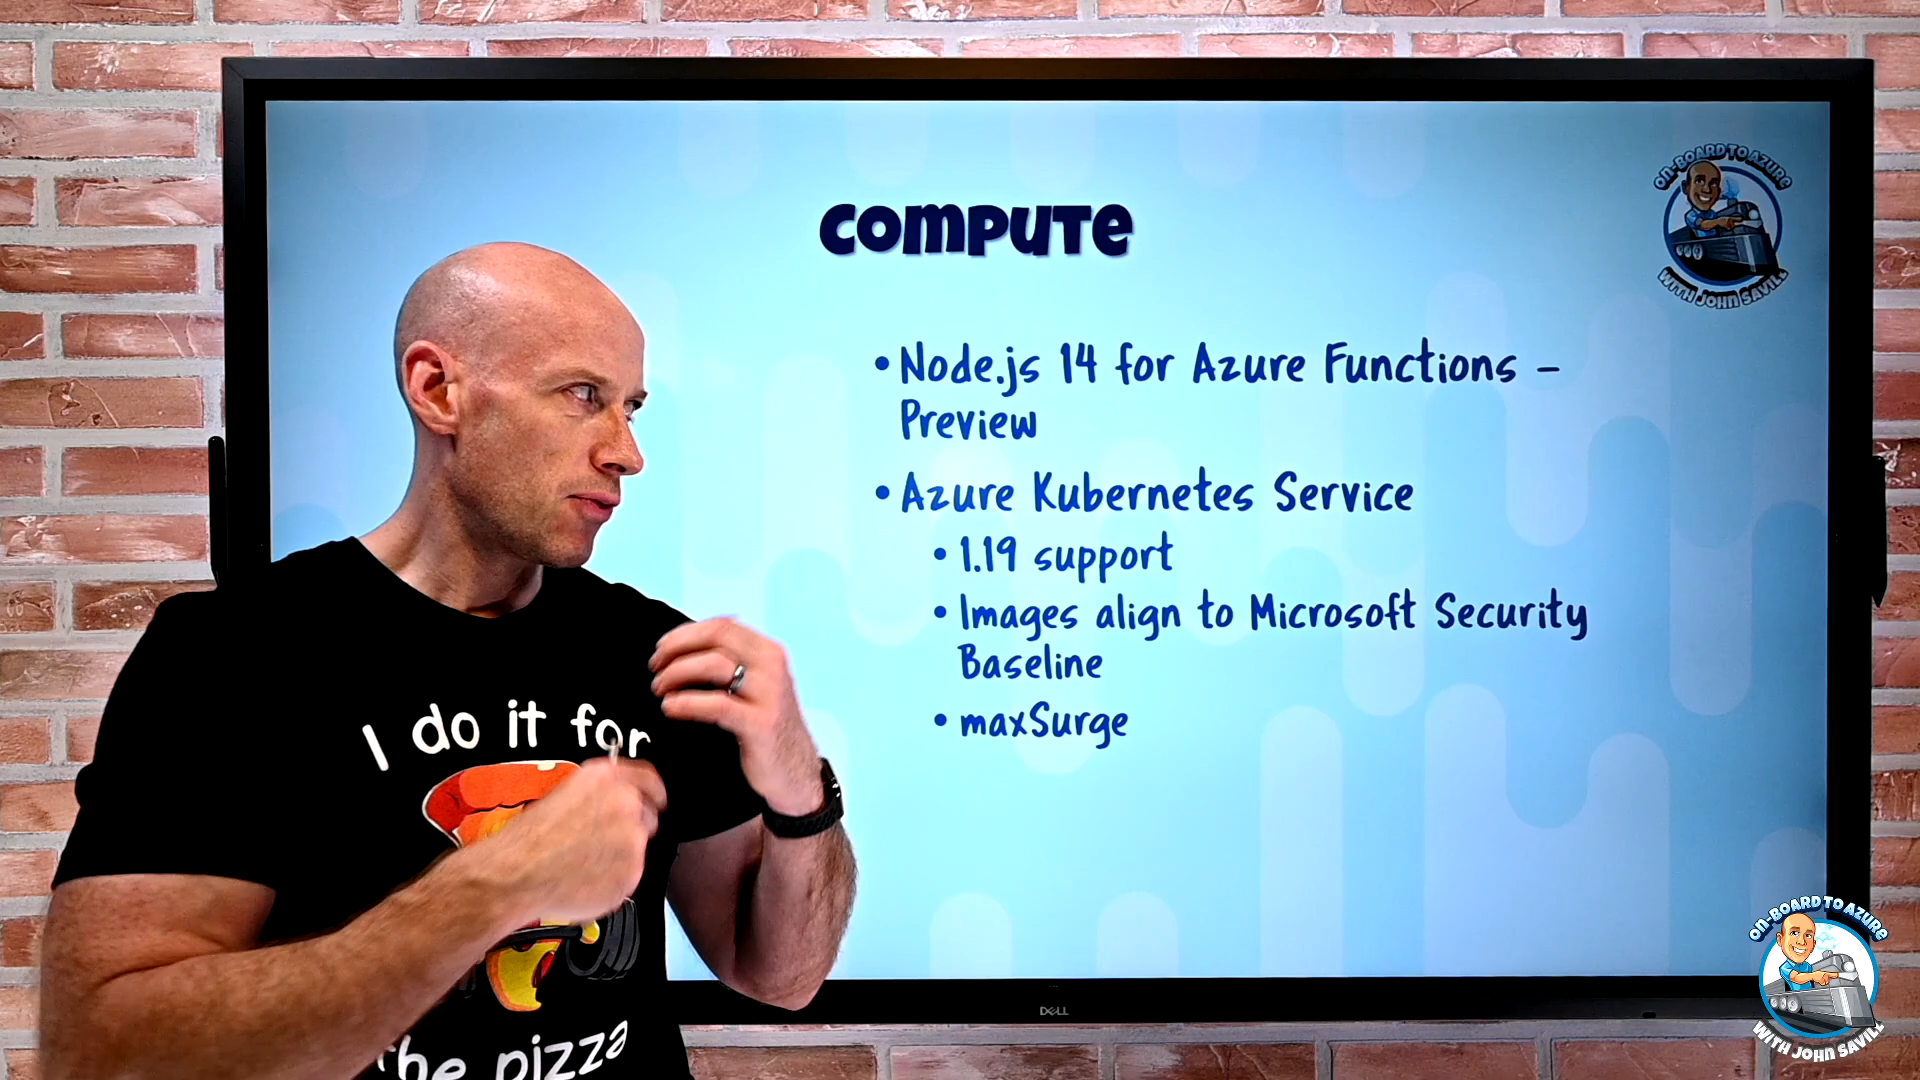 ON-BOARD TO AZURE
WITH JOHN SAVILL
Compute
• Node.js 14 for Azure Functions –
Preview
• Azure Kubernetes Service
• 1.19 support
• Images align to Microsoft Security
Baseline
• maxSurge
I do it for
the pizza
DELL
ON-BOARD TO AZURE
WITH JOHN SAVILL